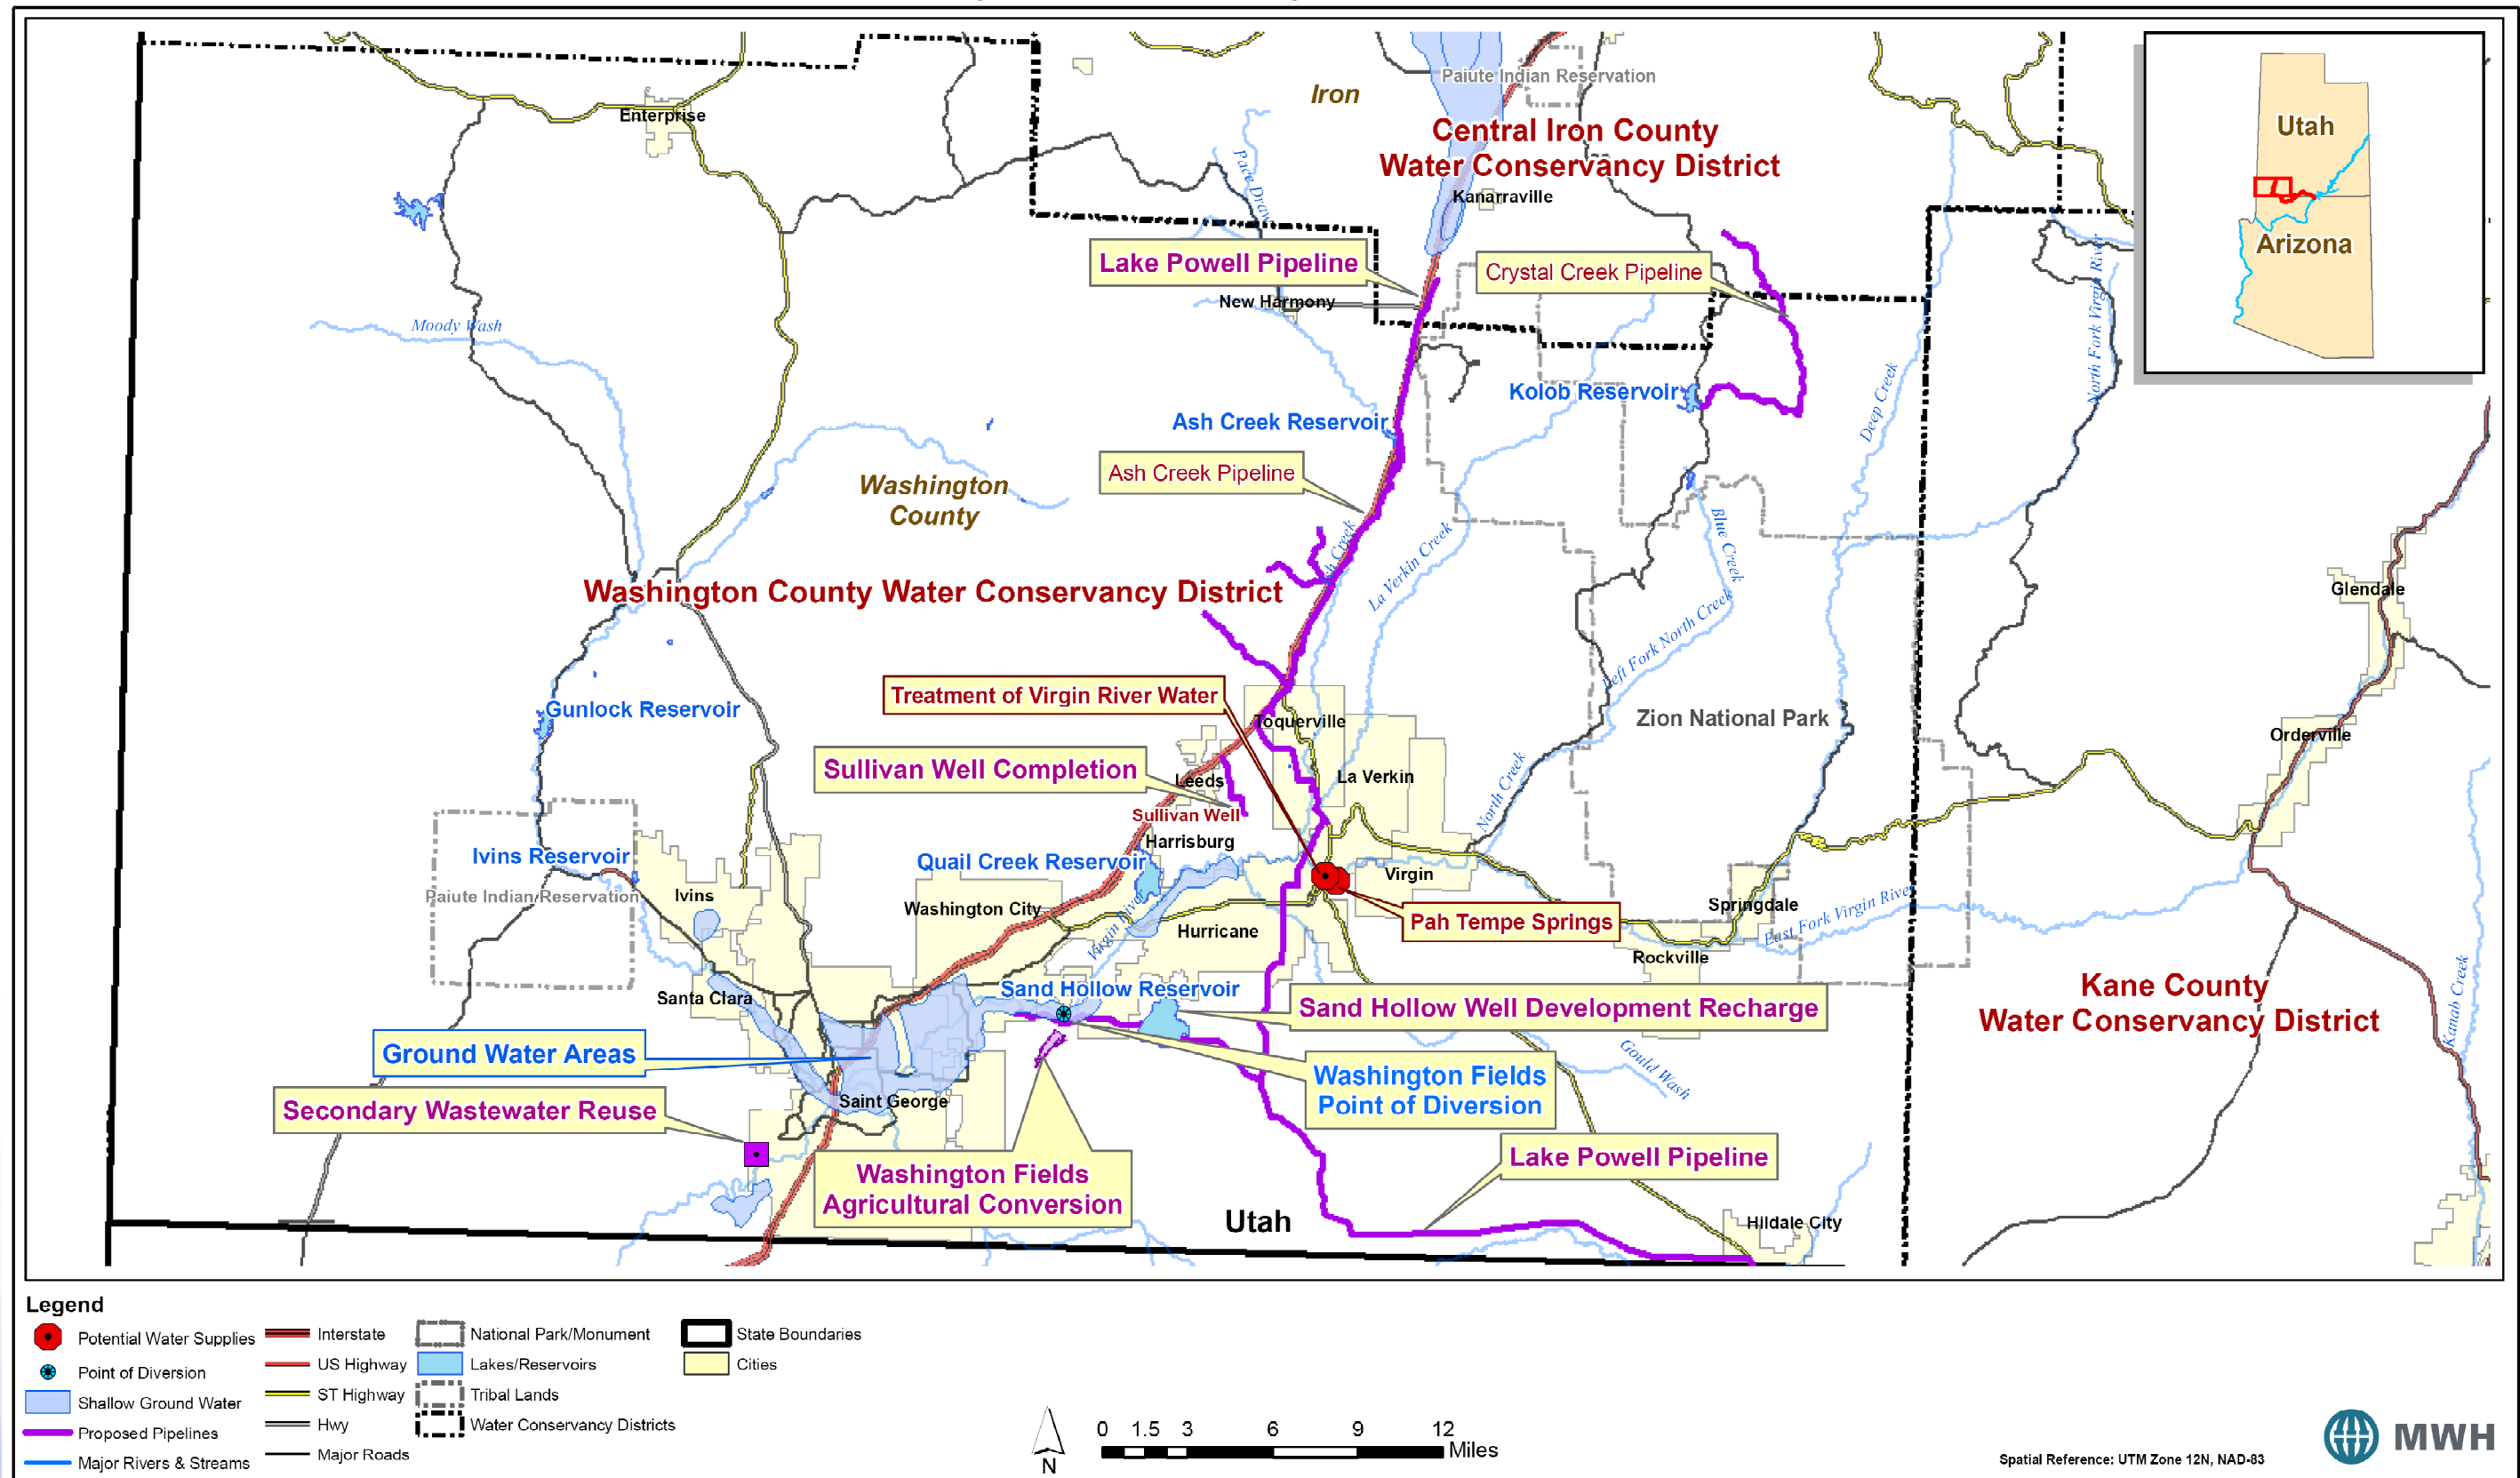 Paiute Indian Reservation
Iron
Central Iron County
Water Conservancy District
Kanarraville
Enterprise
Pace Draw
Utah
Arizona
Lake Powell Pipeline
Crystal Creek Pipeline
New Harmony
Moody Wash
North Fork Virgin River
Kolob Reservoir
Deep Creek
Ash Creek Reservoir
Ash Creek Pipeline
Washington
County
Creek
La Verkin Creek
Blue Creek
Washington County Water Conservancy District
Glendale
Left Fork North Creek
Treatment of Virgin River Water
Gunlock Reservoir
Toquerville
Zion National Park
Orderville
Sullivan Well Completion
Leeds
La Verkin
Sullivan Well
North Creek
Harrisburg
Ivins Reservoir
Quail Creek Reservoir
Virgin
Paiute Indian Reservation
Ivins
Washington City
Virgin River
Hurricane
Pah Tempe Springs
Springdale
East Fork Virgin River
Rockville
Santa Clara
Sand Hollow Reservoir
Sand Hollow Well Development Recharge
Kane County
Water Conservancy District
Kanab Creek
Ground Water Areas
Gould Wash
Washington Fields
Point of Diversion
Secondary Wastewater Reuse
Saint George
Washington Fields
Agricultural Conversion
Lake Powell Pipeline
Utah
Hildale City
Legend
Potential Water Supplies
Point of Diversion
Shallow Ground Water
Proposed Pipelines
Major Rivers & Streams
Interstate
US Highway
ST Highway
Hwy
Major Roads
National Park/Monument
Lakes/Reservoirs
Tribal Lands
Water Conservancy Districts
State Boundaries
Cities
N
0 1.5 3 6 9 12
Miles
Spatial Reference: UTM Zone 12N, NAD-83
MWH